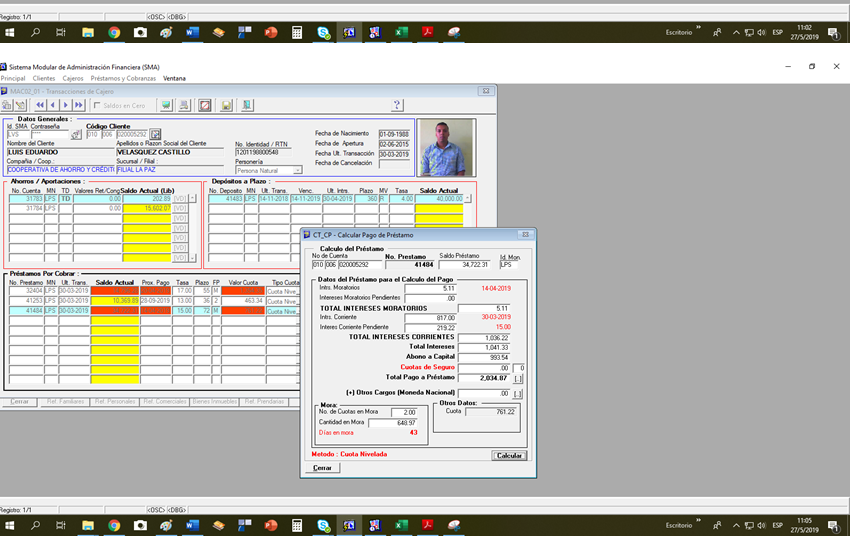 Registro: 1/1 <OSC> <DBG>
Escritorio » ESP 11:02 27/5/2019
Sistema Modular de Administración Financiera (SMA)
Principal Clientes Cajeros Préstamos y Cobranzas Ventana
MAC02_01 - Transacciones de Cajero
Saldos en Cero ?
Datos Generales :
Id. SMA Contraseña Código Cliente
LVS **** 010 006 020005292
Nombre del Cliente Apellidos o Razon Social del Cliente No. Identidad / RTN
LUIS EDUARDO VELASQUEZ CASTILLO 1201198800548
Compañia / Coop.: Sucursal / Filial : Personería
COOPERATIVA DE AHORRO Y CRÉDITI FILIAL LA PAZ Persona Natural
Fecha de Nacimiento 01-09-1988
Fecha de Apertura 02-06-2015
Fecha Ult. Transacción 30-03-2019
Fecha de Cancelación
Ahorros / Aportaciones :
No. Cuenta MN TD Valores Ret/Cong Saldo Actual (Lib)
31783 LPS TD 0.00 202.89 [VD]
31784 LPS 0.00 15,602.07 [VD]
[VD]
[VD]
[VD]
[VD]
Depósitos a Plazo :
No. Deposito MN Ult. Trans. Venc. Ult. Intrs. Plazo MV Tasa Saldo Actual
41483 LPS 14-11-2018 14-11-2019 30-04-2019 360 R 4.00 40,000.00
Préstamos Por Cobrar :
No. Prestamo MN Ult. Trans. Saldo Actual Prox. Pago Tasa Plazo FP Valor Cuota Tipo Cuota
32404 LPS 30-03-2019 17.00 55 M Cuota Nive_
41253 LPS 30-03-2019 10,369.89 28-09-2019 13.00 36 2 463.34 Cuota Nive_
41484 LPS 30-03-2019 15.00 72 M Cuota Nive_
Cerrar Ref. Familiares Ref. Personales Ref. Comerciales Bienes Inmuebles Ref. Prendarias
CT_CP - Calcular Pago de Préstamo
Calculo del Préstamo
No de Cuenta No. Prestamo Saldo Préstamo Id. Mon.
010 006 020005292 41484 34,722.31 LPS
Datos del Préstamo para el Calculo del Pago
Intrs. Moratorios 5.11 14-04-2019
Intereses Moratorios Pendientes .00
TOTAL INTERESES MORATORIOS 5.11
Intrs. Corriente 817.00 30-03-2019
Interes Corriente Pendiente 219.22 15.00
TOTAL INTERESES CORRIENTES 1,036.22
Total Intereses 1,041.33
Abono a Capital 993.54
Cuotas de Seguro .00 0
Total Pago a Préstamo 2,034.87 [.]
(+) Otros Cargos (Moneda Nacional) .00 [.]
Mora:
No. de Cuotas en Mora 2.00
Cantidad en Mora 648.97
Días en mora 43
Otros Datos:
Cuota 761.22
Metodo : Cuota Nivelada Calcular
Cerrar
Registro: 1/1 <OSC> <DBG>
Escritorio » ESP 11:05 27/5/2019